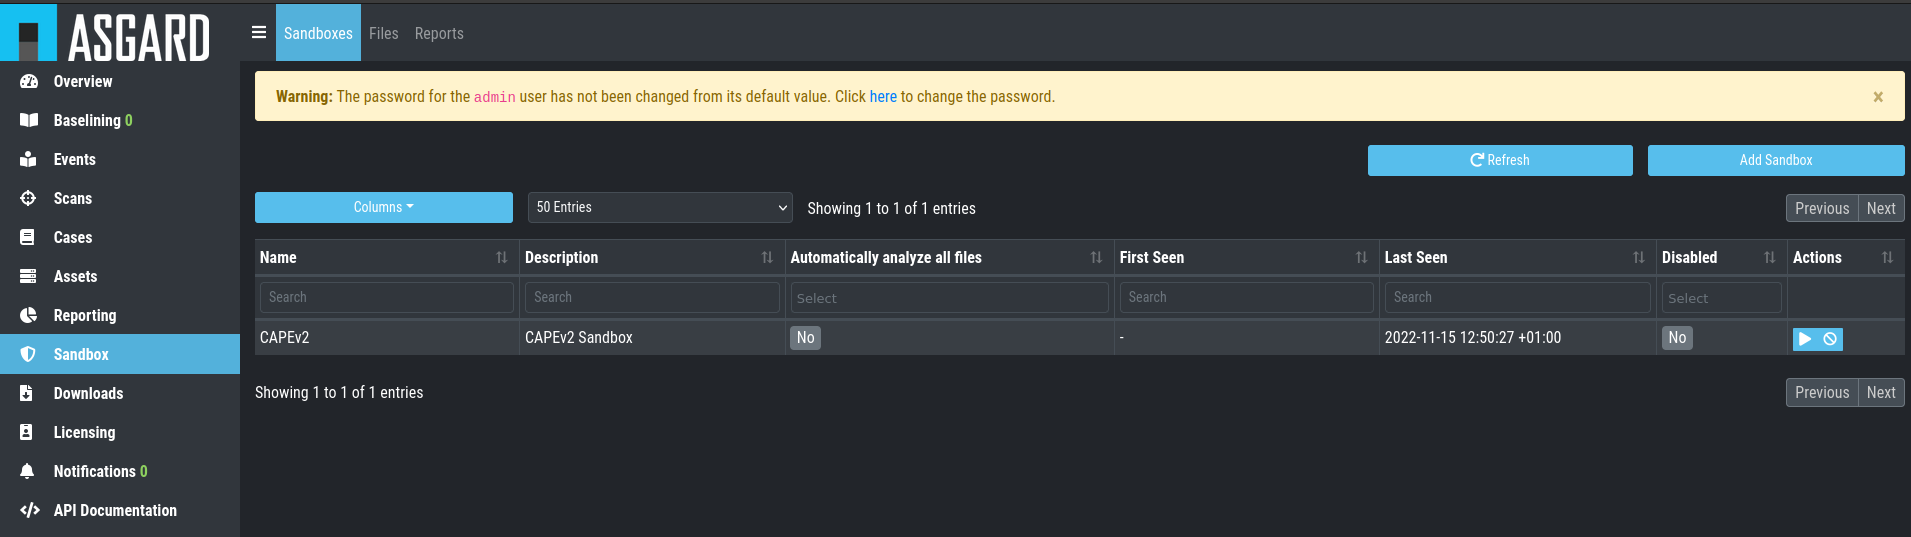 ASGARD
Sandboxes Files Reports
Overview
Baselining 0
Events
Scans
Cases
Assets
Reporting
Sandbox
Downloads
Licensing
Notifications 0
API Documentation
Warning: The password for the admin user has not been changed from its default value. Click here to change the password. ×
Refresh Add Sandbox
Columns 50 Entries Showing 1 to 1 of 1 entries Previous Next
Name Description Automatically analyze all files First Seen Last Seen Disabled Actions
Search Search Select Search Search Select
CAPEv2 CAPEv2 Sandbox No - 2022-11-15 12:50:27 +01:00 No
Showing 1 to 1 of 1 entries Previous Next